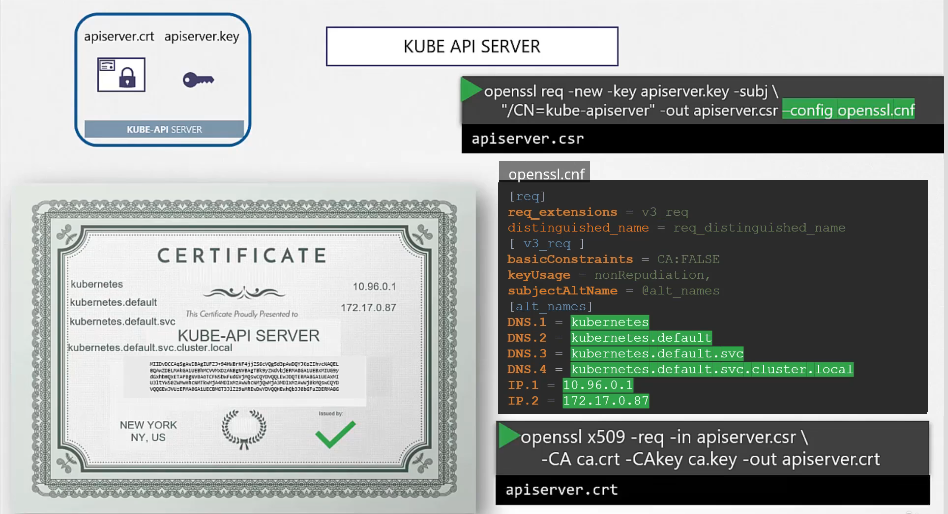 apiserver.crt apiserver.key
KUBE-API SERVER
KUBE API SERVER
openssl req -new -key apiserver.key -subj \
"/CN=kube-apiserver" -out apiserver.csr –config openssl.cnf
apiserver.csr
openssl.cnf
[req]
req_extensions = v3_req
distinguished_name = req_distinguished_name
[ v3_req ]
basicConstraints = CA:FALSE
keyUsage = nonRepudiation,
subjectAltName = @alt_names
[alt_names]
DNS.1 = kubernetes
DNS.2 = kubernetes.default
DNS.3 = kubernetes.default.svc
DNS.4 = kubernetes.default.svc.cluster.local
IP.1 = 10.96.0.1
IP.2 = 172.17.0.87
openssl x509 -req -in apiserver.csr \
-CA ca.crt -CAkey ca.key -out apiserver.crt
apiserver.crt
CERTIFICATE
kubernetes
kubernetes.default
kubernetes.default.svc
kubernetes.default.svc.cluster.local
10.96.0.1
172.17.0.87
This Certificate Proudly Presented to
KUBE-API SERVER
NEW YORK
NY, US
Issued by: